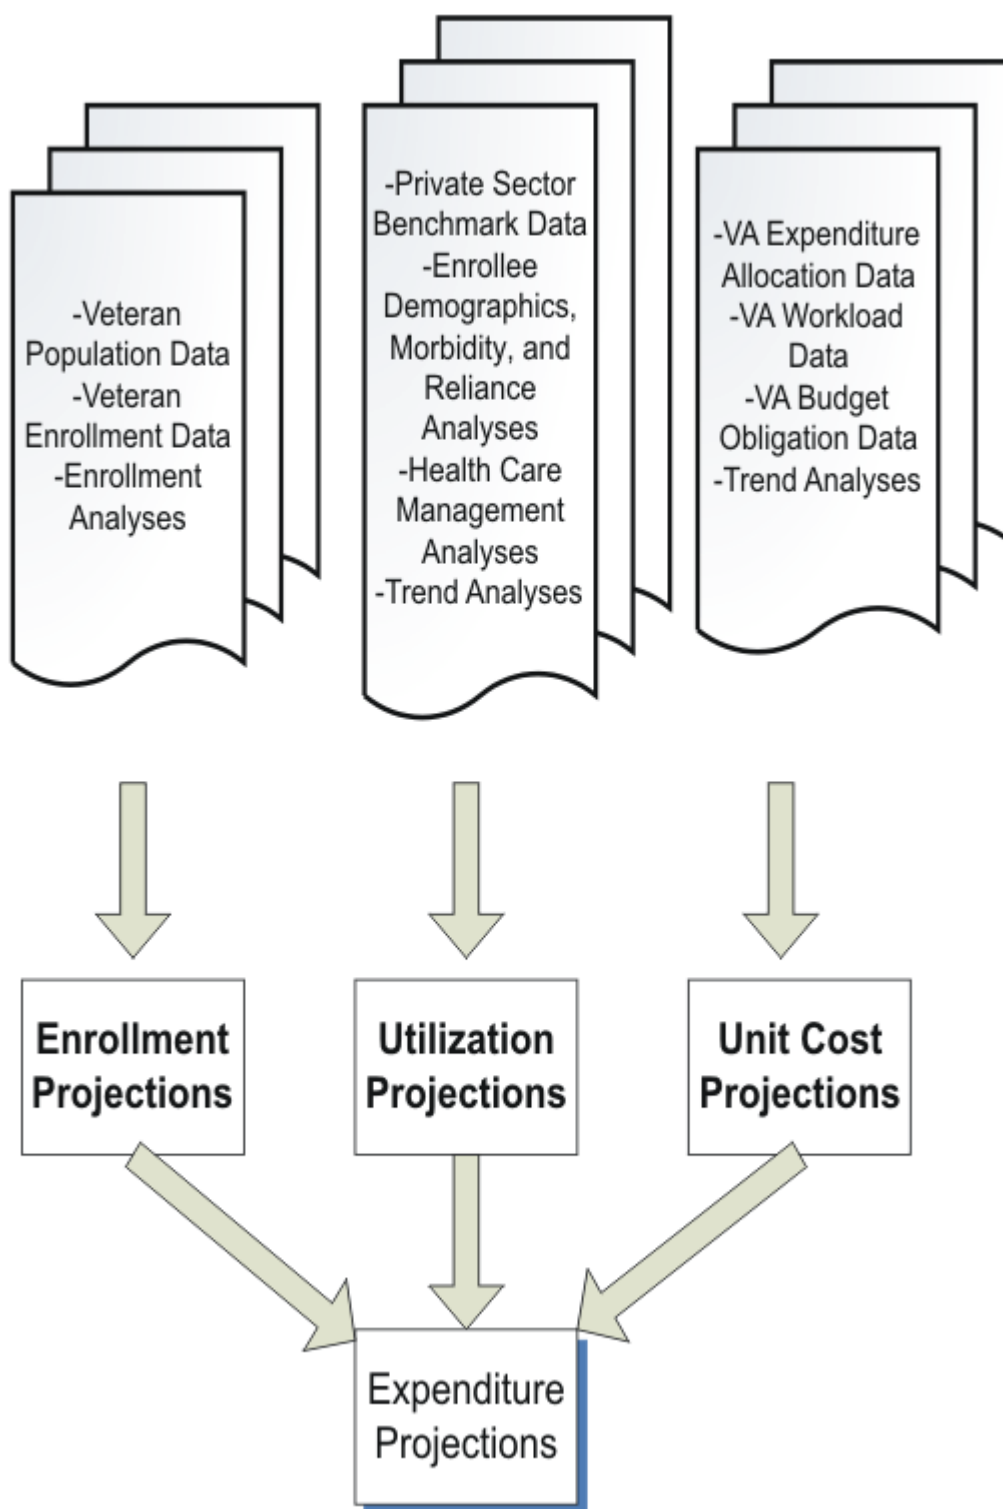 -Veteran
Population Data
-Veteran
Enrollment Data
-Enrollment
Analyses
-Private Sector
Benchmark Data
-Enrollee
Demographics,
Morbidity, and
Reliance
Analyses
-Health Care
Management
Analyses
-Trend Analyses
-VA Expenditure
Allocation Data
-VA Workload
Data
-VA Budget
Obligation Data
-Trend Analyses
Enrollment
Projections
Utilization
Projections
Unit Cost
Projections
Expenditure
Projections